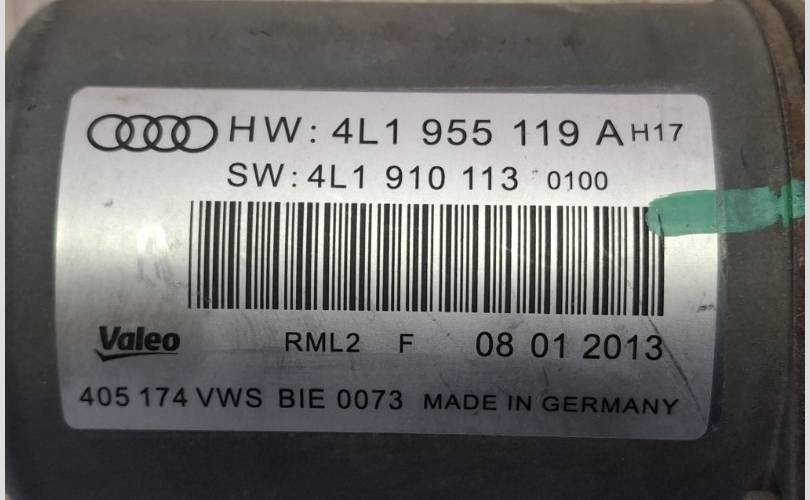 HW: 4L1 955 119 A H17
SW: 4L1 910 113 0100
Valeo RML2 F 08 01 2013
405 174 VWS BIE 0073 MADE IN GERMANY